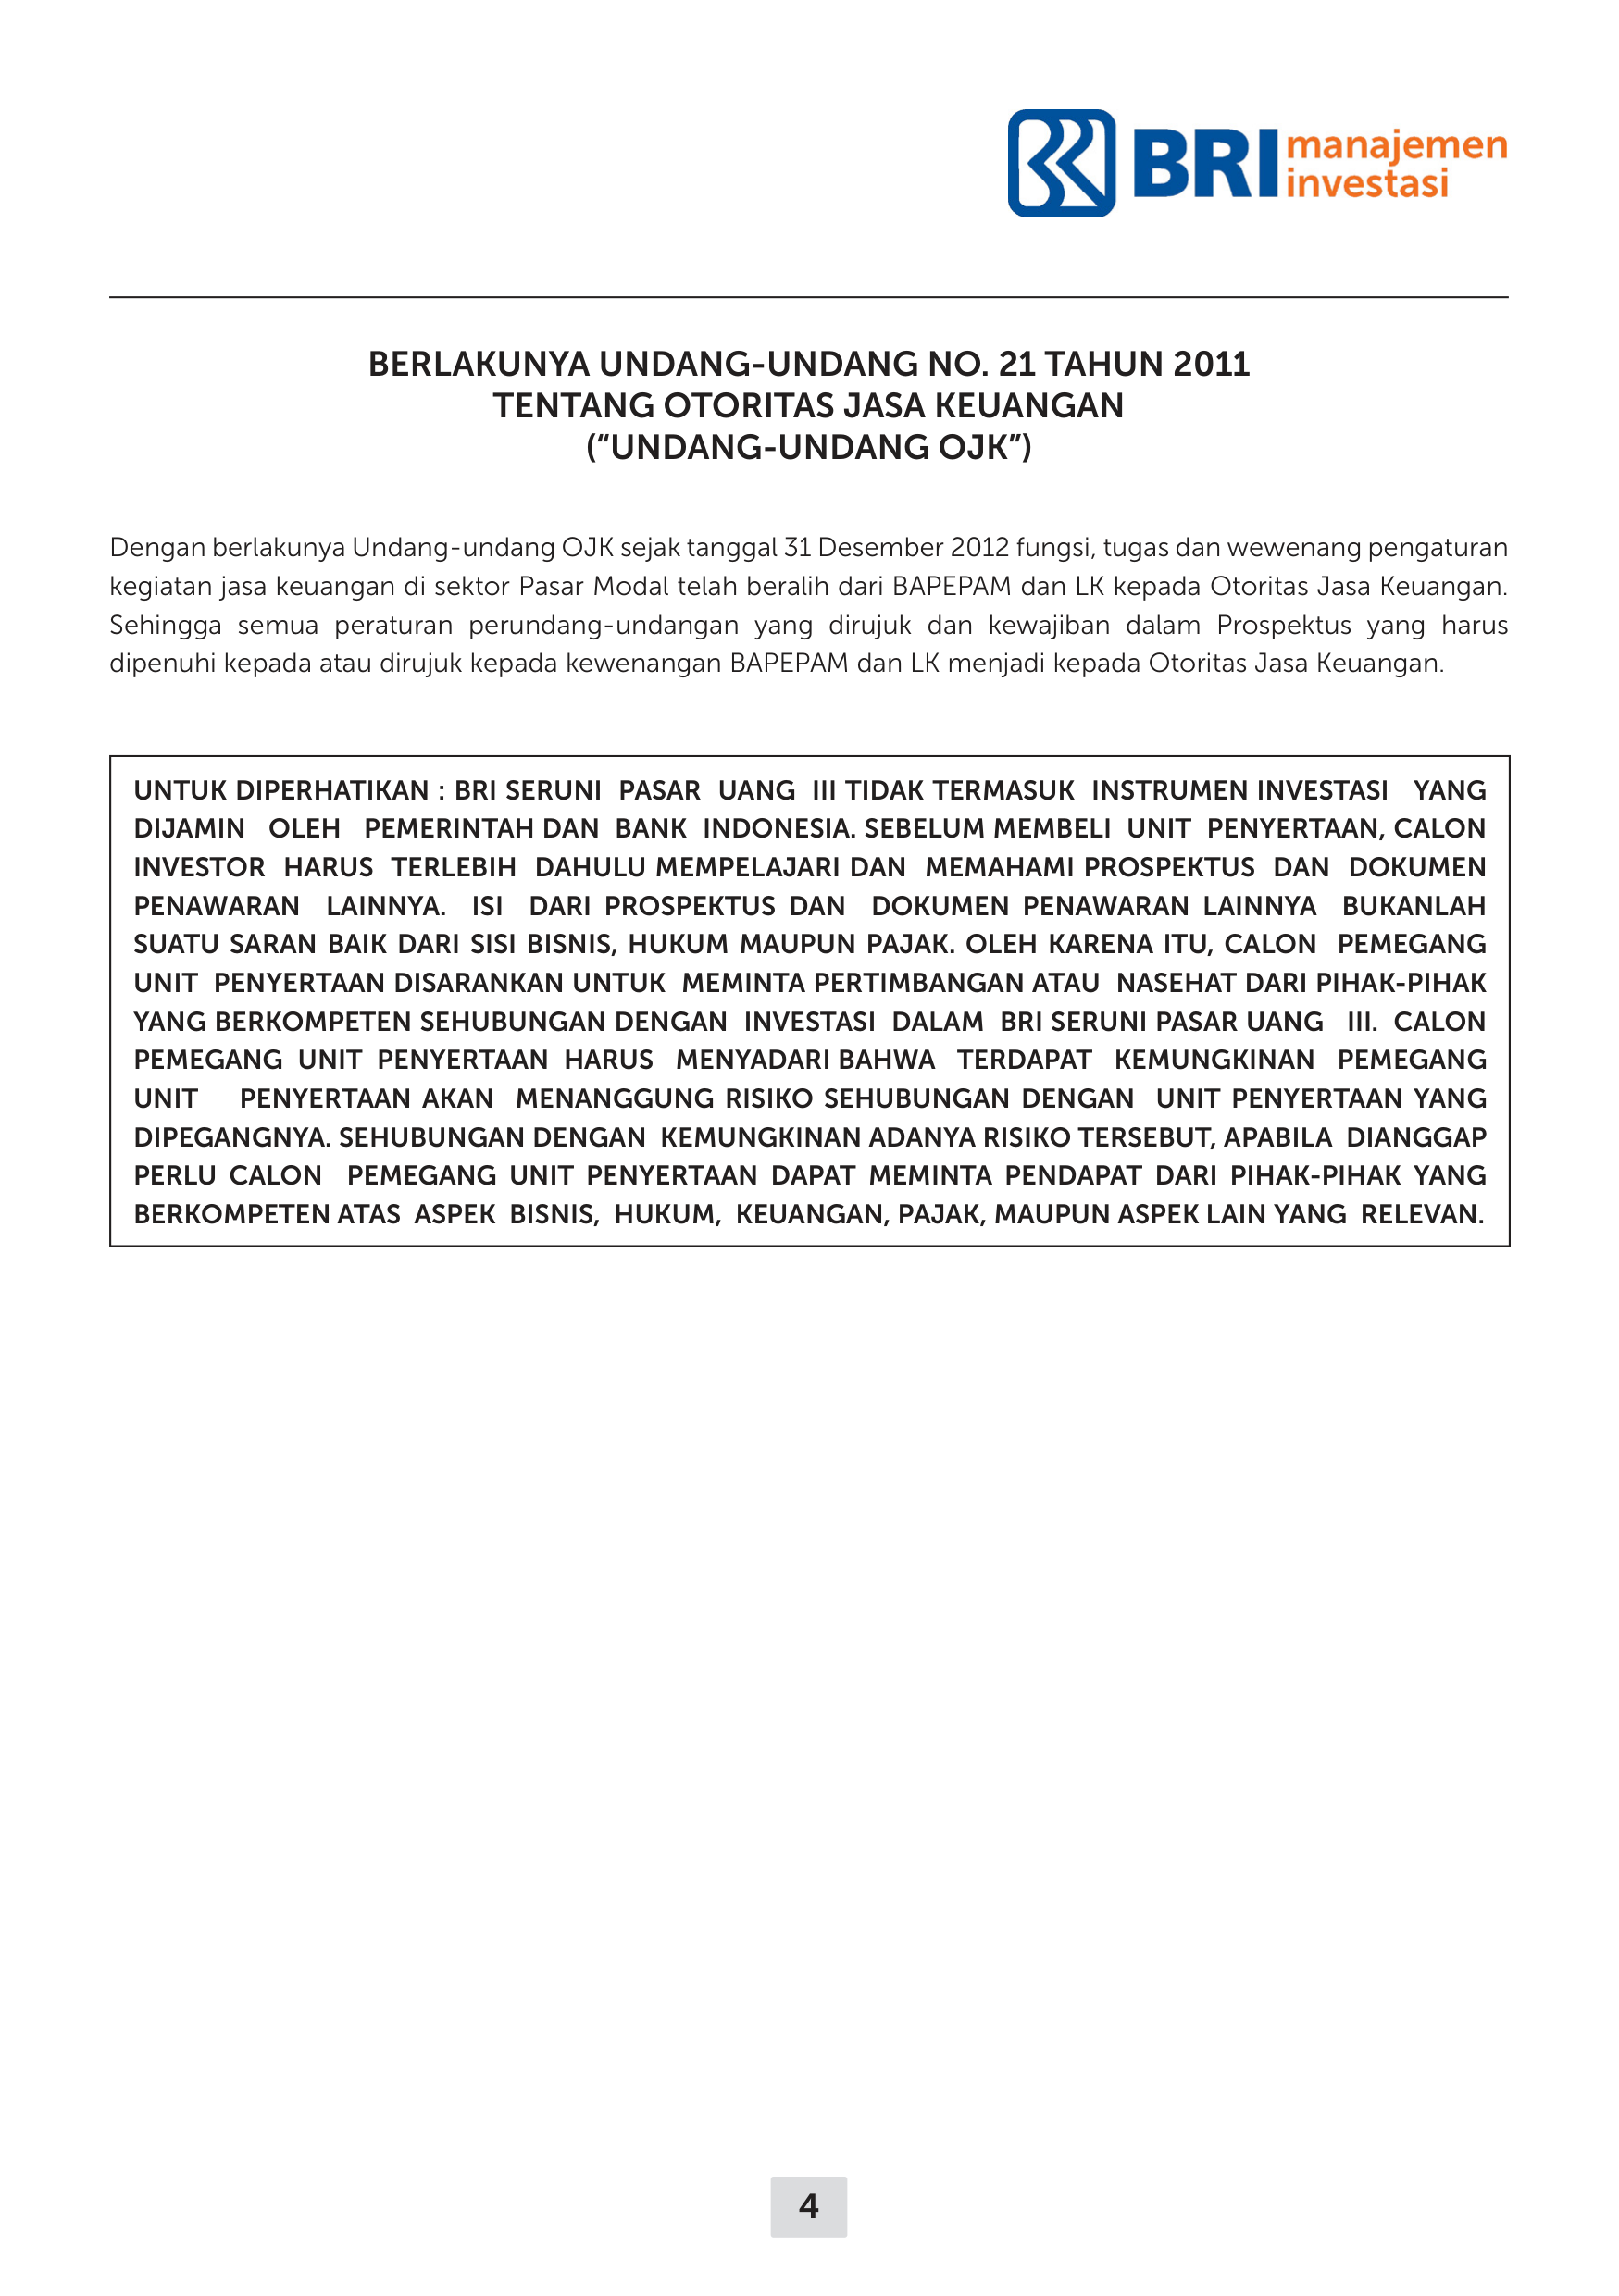 BRI manajemen
investasi
BERLAKUNYA UNDANG-UNDANG NO. 21 TAHUN 2011
TENTANG OTORITAS JASA KEUANGAN
(“UNDANG-UNDANG OJK”)
Dengan berlakunya Undang-undang OJK sejak tanggal 31 Desember 2012 fungsi, tugas dan wewenang pengaturan
kegiatan jasa keuangan di sektor Pasar Modal telah beralih dari BAPEPAM dan LK kepada Otoritas Jasa Keuangan.
Sehingga semua peraturan perundang-undangan yang dirujuk dan kewajiban dalam Prospektus yang harus
dipenuhi kepada atau dirujuk kepada kewenangan BAPEPAM dan LK menjadi kepada Otoritas Jasa Keuangan.
UNTUK DIPERHATIKAN : BRI SERUNI PASAR UANG III TIDAK TERMASUK INSTRUMEN INVESTASI YANG
DIJAMIN OLEH PEMERINTAH DAN BANK INDONESIA. SEBELUM MEMBELI UNIT PENYERTAAN, CALON
INVESTOR HARUS TERLEBIH DAHULU MEMPELAJARI DAN MEMAHAMI PROSPEKTUS DAN DOKUMEN
PENAWARAN LAINNYA. ISI DARI PROSPEKTUS DAN DOKUMEN PENAWARAN LAINNYA BUKANLAH
SUATU SARAN BAIK DARI SISI BISNIS, HUKUM MAUPUN PAJAK. OLEH KARENA ITU, CALON PEMEGANG
UNIT PENYERTAAN DISARANKAN UNTUK MEMINTA PERTIMBANGAN ATAU NASEHAT DARI PIHAK-PIHAK
YANG BERKOMPETEN SEHUBUNGAN DENGAN INVESTASI DALAM BRI SERUNI PASAR UANG III. CALON
PEMEGANG UNIT PENYERTAAN HARUS MENYADARI BAHWA TERDAPAT KEMUNGKINAN PEMEGANG
UNIT PENYERTAAN AKAN MENANGGUNG RISIKO SEHUBUNGAN DENGAN UNIT PENYERTAAN YANG
DIPEGANGNYA. SEHUBUNGAN DENGAN KEMUNGKINAN ADANYA RISIKO TERSEBUT, APABILA DIANGGAP
PERLU CALON PEMEGANG UNIT PENYERTAAN DAPAT MEMINTA PENDAPAT DARI PIHAK-PIHAK YANG
BERKOMPETEN ATAS ASPEK BISNIS, HUKUM, KEUANGAN, PAJAK, MAUPUN ASPEK LAIN YANG RELEVAN.
4